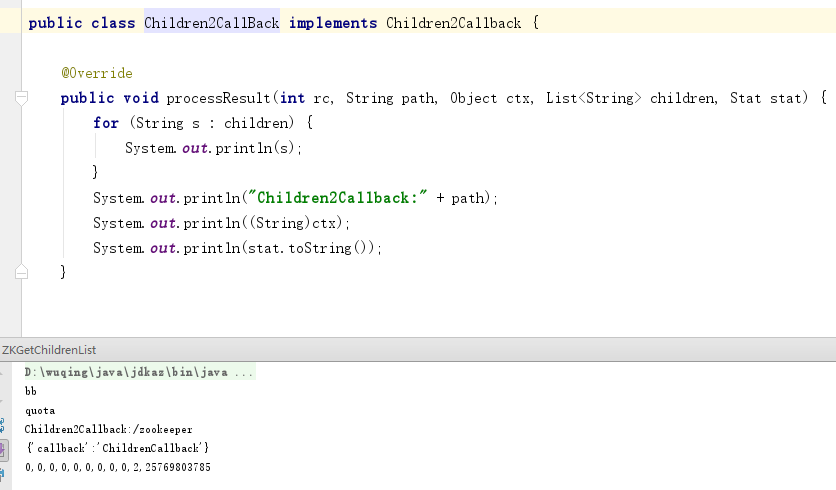 public class Children2CallBack implements Children2Callback {
@Override
public void processResult(int rc, String path, Object ctx, List<String> children, Stat stat) {
for (String s : children) {
System.out.println(s);
}
System.out.println("Children2Callback:" + path);
System.out.println((String)ctx);
System.out.println(stat.toString());
}
ZKGetChildrenList
D:\wuqing\java\jdkaz\bin\java ...
bb
quota
Children2Callback:/zookeeper
{'callback':'ChildrenCallback'}
0,0,0,0,0,0,0,0,0,2,25769803785